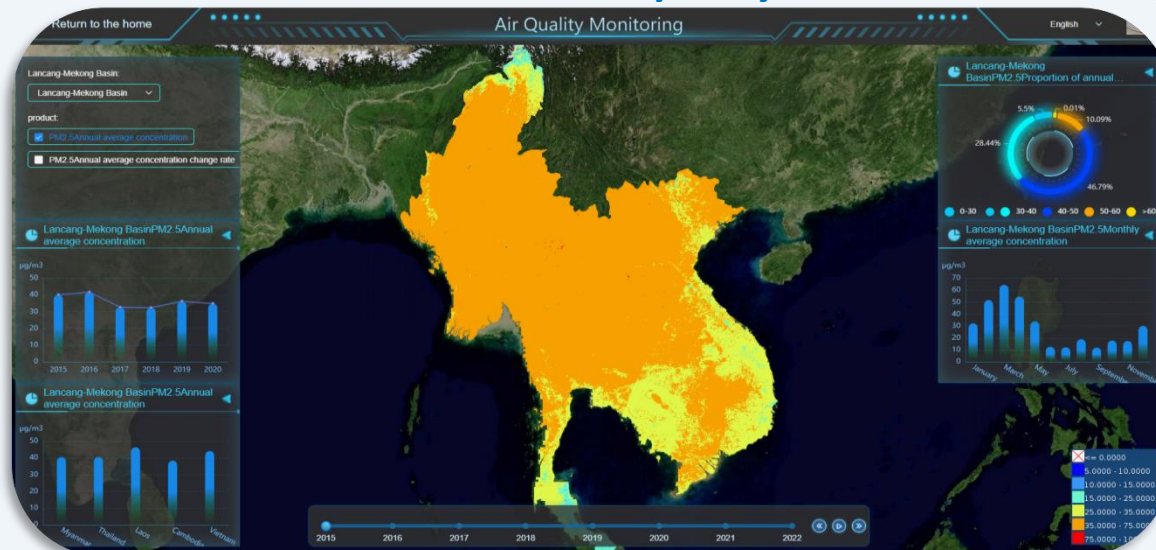 Return to the home
Air Quality Monitoring
English
Lancang-Mekong Basin:
Lancang-Mekong Basin
product:
PM2.5Annual average concentration
PM2.5Annual average concentration change rate
Lancang-Mekong BasinPM2.5Annual
average concentration
μg/m3
50
40
30
20
10
0
2015 2016 2017 2018 2019 2020
Lancang-Mekong BasinPM2.5Annual
average concentration
μg/m3
50
40
30
20
10
Myanmar Thailand Laos Cambodia Vietnam
2015 2016 2017 2018 2019 2020 2021 2022
Lancang-Mekong
BasinPM2.5Proportion of annual...
5.5% 0.01%
10.09%
28.44%
46.79%
0-30 30-40 40-50 50-60 >60
Lancang-Mekong BasinPM2.5Monthly
average concentration
μg/m3
70
60
50
40
30
20
10
0
January March May July September November
<= 0.0000
5.0000 - 10.0000
10.0000 - 15.0000
15.0000 - 25.0000
25.0000 - 35.0000
35.0000 - 75.0000